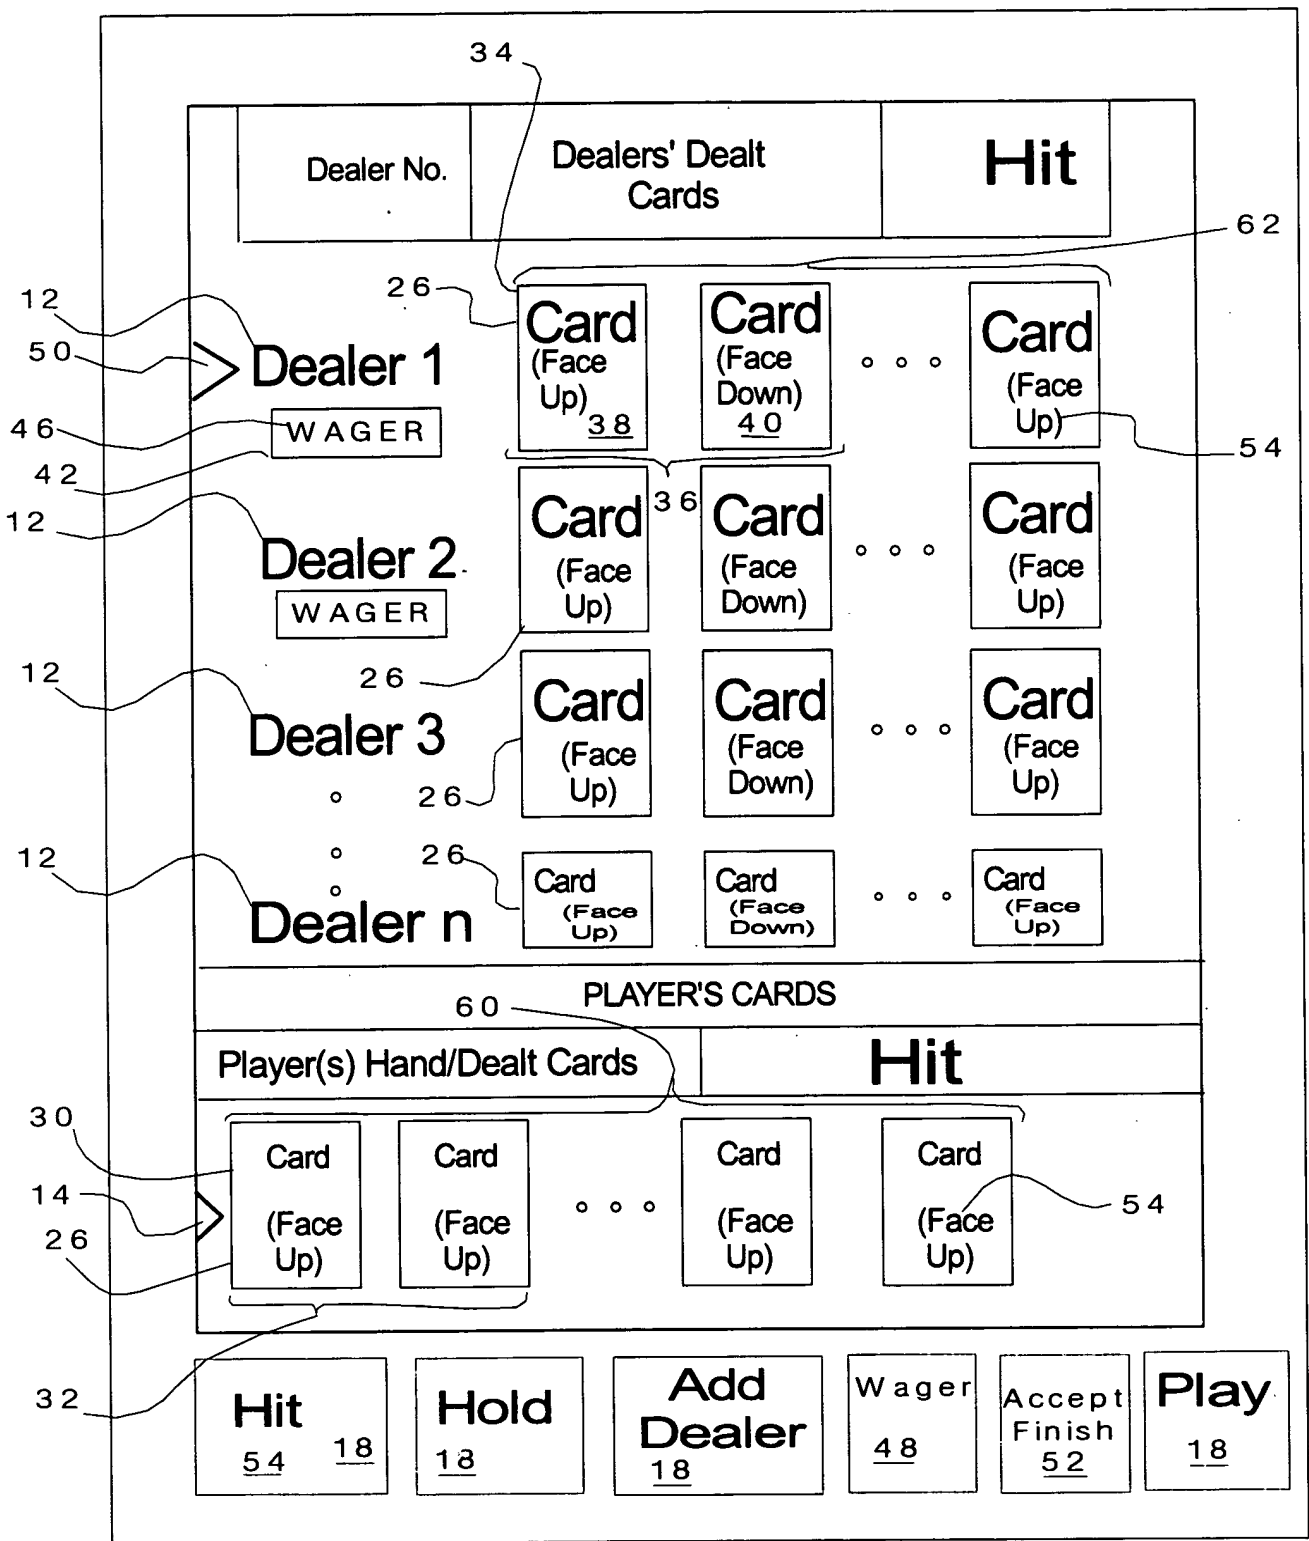 34
Dealer No.
Dealers' Dealt
Cards
Hit
62
12
50
Dealer 1
46
WAGER
42
26
Card
(Face
Up)
38
Card
(Face
Down)
40
Card
(Face
Up)
54
36
12
Dealer 2
WAGER
26
Card
(Face
Up)
Card
(Face
Down)
Card
(Face
Up)
12
Dealer 3
26
Card
(Face
Up)
Card
(Face
Down)
Card
(Face
Up)
12
Dealer n
26
Card
(Face
Up)
Card
(Face
Down)
Card
(Face
Up)
PLAYER'S CARDS
60
Player(s) Hand/Dealt Cards
Hit
30
14
26
Card
(Face
Up)
Card
(Face
Up)
Card
(Face
Up)
Card
(Face
Up)
54
32
Hit
54 18
Hold
18
Add
Dealer
18
Wager
48
Accept
Finish
52
Play
18